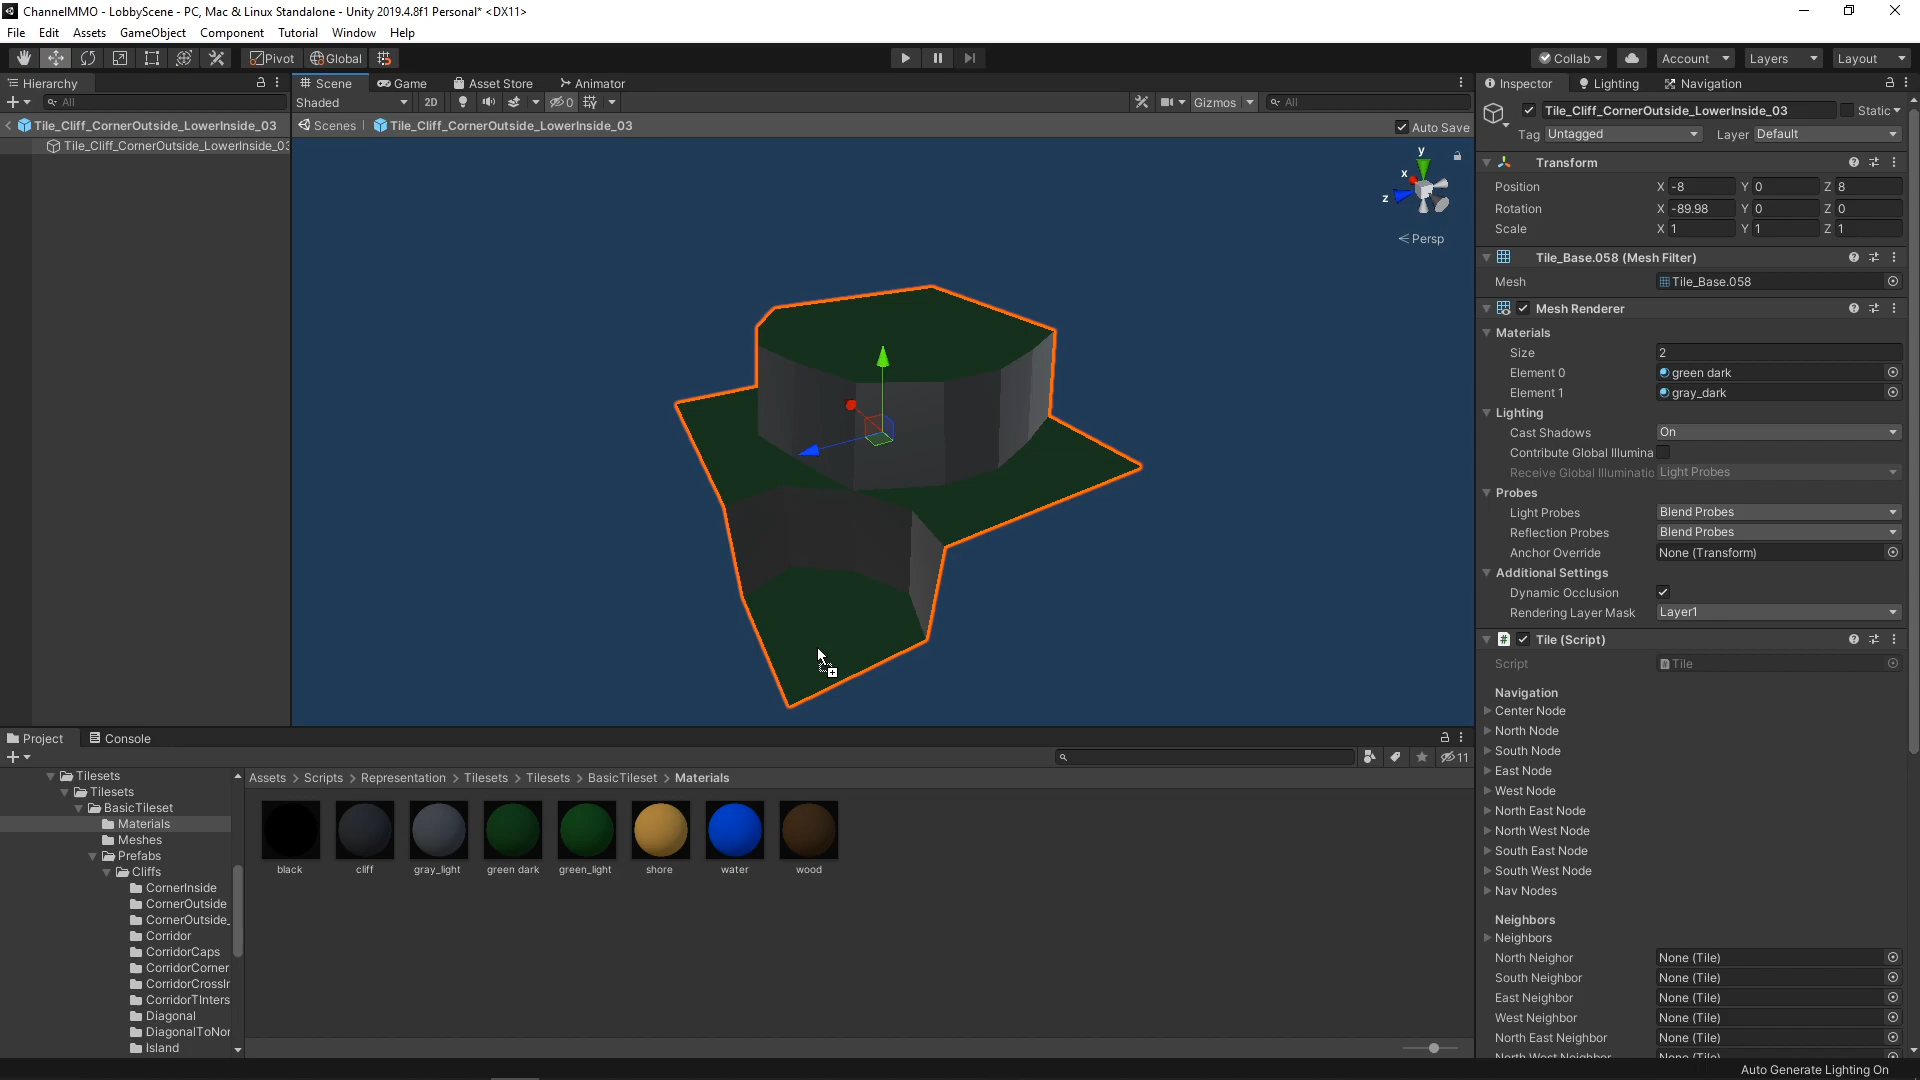 ChannelMMO - LobbyScene - PC, Mac & Linux Standalone - Unity 2019.4.8f1 Personal* <DX11>
File Edit Assets GameObject Component Tutorial Window Help
Pivot Global Collab Account Layers Layout
Hierarchy
All
Tile_Cliff_CornerOutside_LowerInside_03
Tile_Cliff_CornerOutside_LowerInside_03
Scene Game Asset Store Animator
Shaded 2D 0 Gizmos All
Scenes Tile_Cliff_CornerOutside_LowerInside_03 Auto Save
y
x
z
Persp
Inspector Lighting Navigation
Tile_Cliff_CornerOutside_LowerInside_03 Static
Tag Untagged Layer Default
Transform
Position X -8 Y 0 Z 8
Rotation X -89.98 Y 0 Z 0
Scale X 1 Y 1 Z 1
Tile_Base.058 (Mesh Filter)
Mesh Tile_Base.058
Mesh Renderer
Materials
Size 2
Element 0 green dark
Element 1 gray_dark
Lighting
Cast Shadows On
Contribute Global Illumina
Receive Global Illuminatio Light Probes
Probes
Light Probes Blend Probes
Reflection Probes Blend Probes
Anchor Override None (Transform)
Additional Settings
Dynamic Occlusion
Rendering Layer Mask Layer1
# Tile (Script)
Script Tile
Navigation
Center Node
North Node
South Node
East Node
West Node
North East Node
North West Node
South East Node
South West Node
Nav Nodes
Neighbors
Neighbors
North Neighor None (Tile)
South Neighbor None (Tile)
East Neighbor None (Tile)
West Neighbor None (Tile)
North East Neighbor None (Tile)
North West Neighbor None (Tile)
Project Console
11
Tilesets
Tilesets
BasicTileset
Materials
Meshes
Prefabs
Cliffs
CornerInside
CornerOutside
CornerOutside_
Corridor
CorridorCaps
CorridorCorner
CorridorCrossIr
CorridorTInters
Diagonal
DiagonalToNor
Island
Assets > Scripts > Representation > Tilesets > Tilesets > BasicTileset > Materials
black cliff gray_light green dark green_light shore water wood
Auto Generate Lighting On